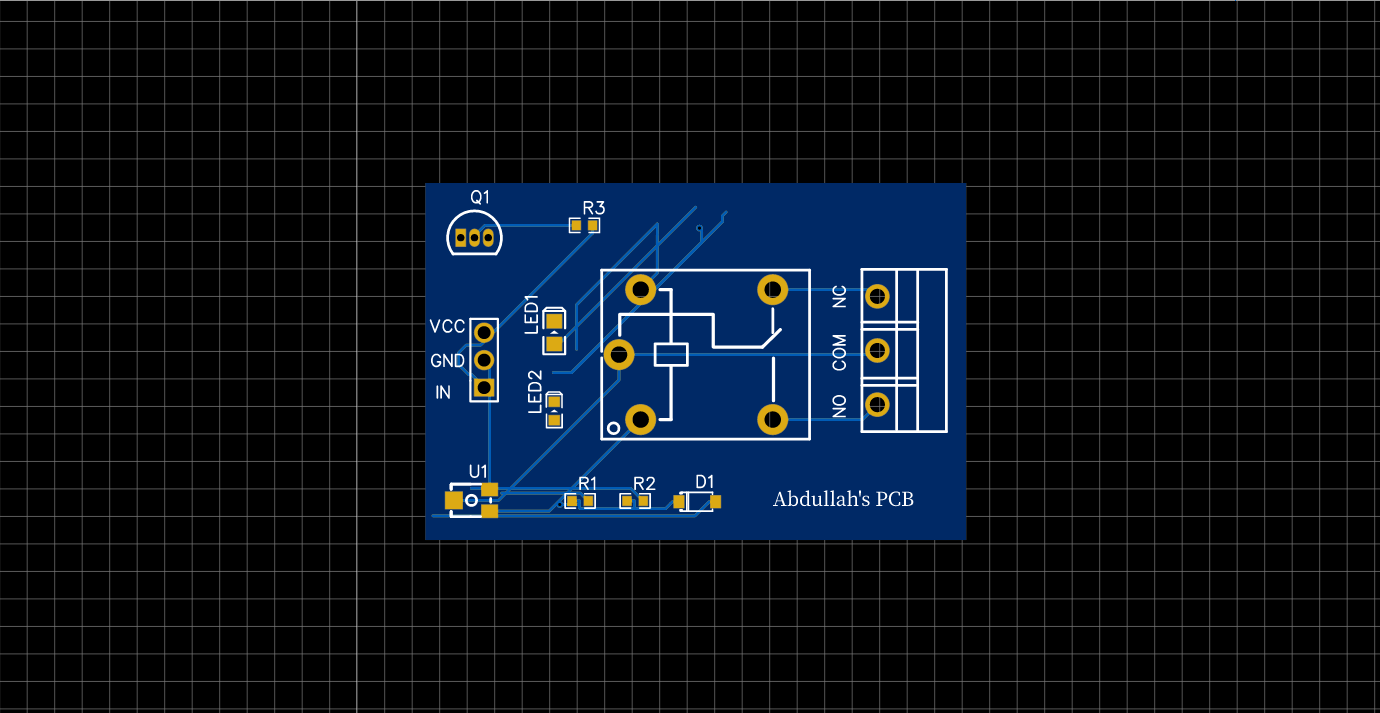 Q1
R3
LED1
NC
VCC
GND
COM
IN
LED2
NO
U1
R1
R2
D1
Abdullah's PCB